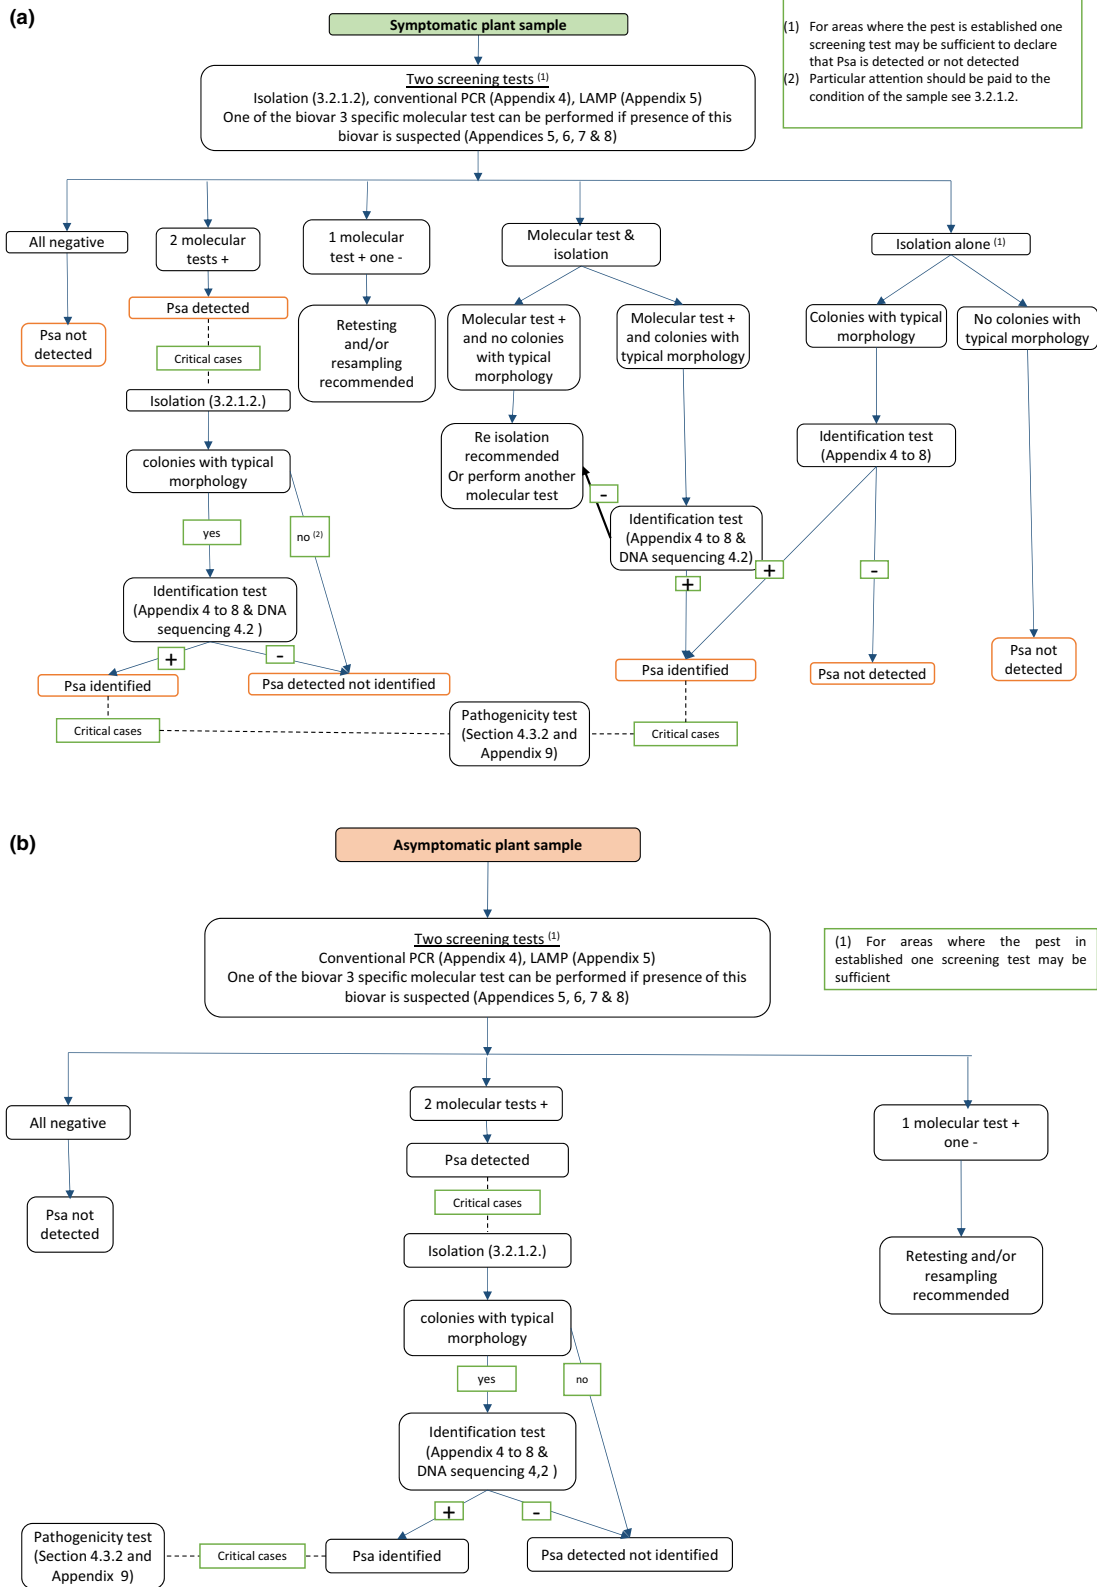 (a)
Symptomatic plant sample
(1) For areas where the pest is established one
screening test may be sufficient to declare
that Psa is detected or not detected
(2) Particular attention should be paid to the
condition of the sample see 3.2.1.2.
Two screening tests (1)
Isolation (3.2.1.2), conventional PCR (Appendix 4), LAMP (Appendix 5)
One of the biovar 3 specific molecular test can be performed if presence of this
biovar is suspected (Appendices 5, 6, 7 & 8)
All negative
2 molecular
tests +
1 molecular
test + one -
Molecular test &
isolation
Isolation alone (1)
Psa not
detected
Psa detected
Critical cases
Isolation (3.2.1.2.)
Retesting
and/or
resampling
recommended
Molecular test +
and no colonies
with typical
morphology
Molecular test +
and colonies with
typical morphology
Colonies with typical
morphology
No colonies with
typical morphology
Re isolation
recommended
Or perform another
molecular test
Identification test
(Appendix 4 to 8)
colonies with typical
morphology
yes
no (2)
-
Identification test
(Appendix 4 to 8 &
DNA sequencing 4.2)
+
+
-
Identification test
(Appendix 4 to 8 & DNA
sequencing 4.2 )
+
-
Psa identified
Psa detected not identified
Psa identified
Psa not detected
Psa not
detected
Critical cases
Pathogenicity test
(Section 4.3.2 and
Appendix 9)
Critical cases
(b)
Asymptomatic plant sample
Two screening tests (1)
Conventional PCR (Appendix 4), LAMP (Appendix 5)
One of the biovar 3 specific molecular test can be performed if presence of this
biovar is suspected (Appendices 5, 6, 7 & 8)
(1) For areas where the pest in
established one screening test may be
sufficient
All negative
2 molecular tests +
1 molecular test +
one -
Psa not
detected
Psa detected
Critical cases
Isolation (3.2.1.2.)
Retesting and/or
resampling
recommended
colonies with typical
morphology
yes
no
Identification test
(Appendix 4 to 8 &
DNA sequencing 4,2 )
+
-
Pathogenicity test
(Section 4.3.2 and
Appendix 9)
Critical cases
Psa identified
Psa detected not identified